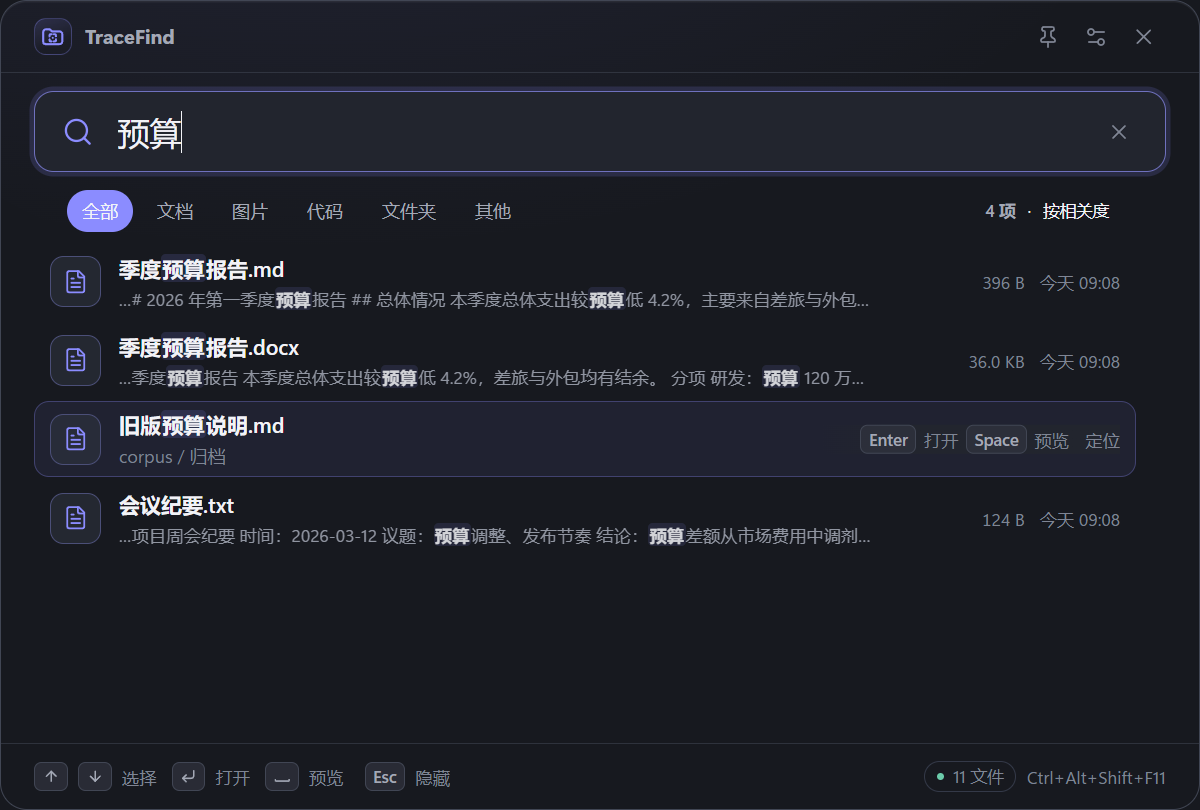 TraceFind
预算
全部 文档 图片 代码 文件夹 其他 4 项 · 按相关度
季度预算报告.md
...# 2026 年第一季度预算报告 ## 总体情况 本季度总体支出较预算低 4.2%，主要来自差旅与外包... 396 B 今天 09:08
季度预算报告.docx
...季度预算报告 本季度总体支出较预算低 4.2%，差旅与外包均有结余。 分项 研发：预算 120 万... 36.0 KB 今天 09:08
旧版预算说明.md
corpus / 归档 Enter 打开 Space 预览 定位
会议纪要.txt
...项目周会纪要 时间：2026-03-12 议题：预算调整、发布节奏 结论：预算差额从市场费用中调剂... 124 B 今天 09:08
选择 打开 预览 Esc 隐藏 11 文件 Ctrl+Alt+Shift+F11